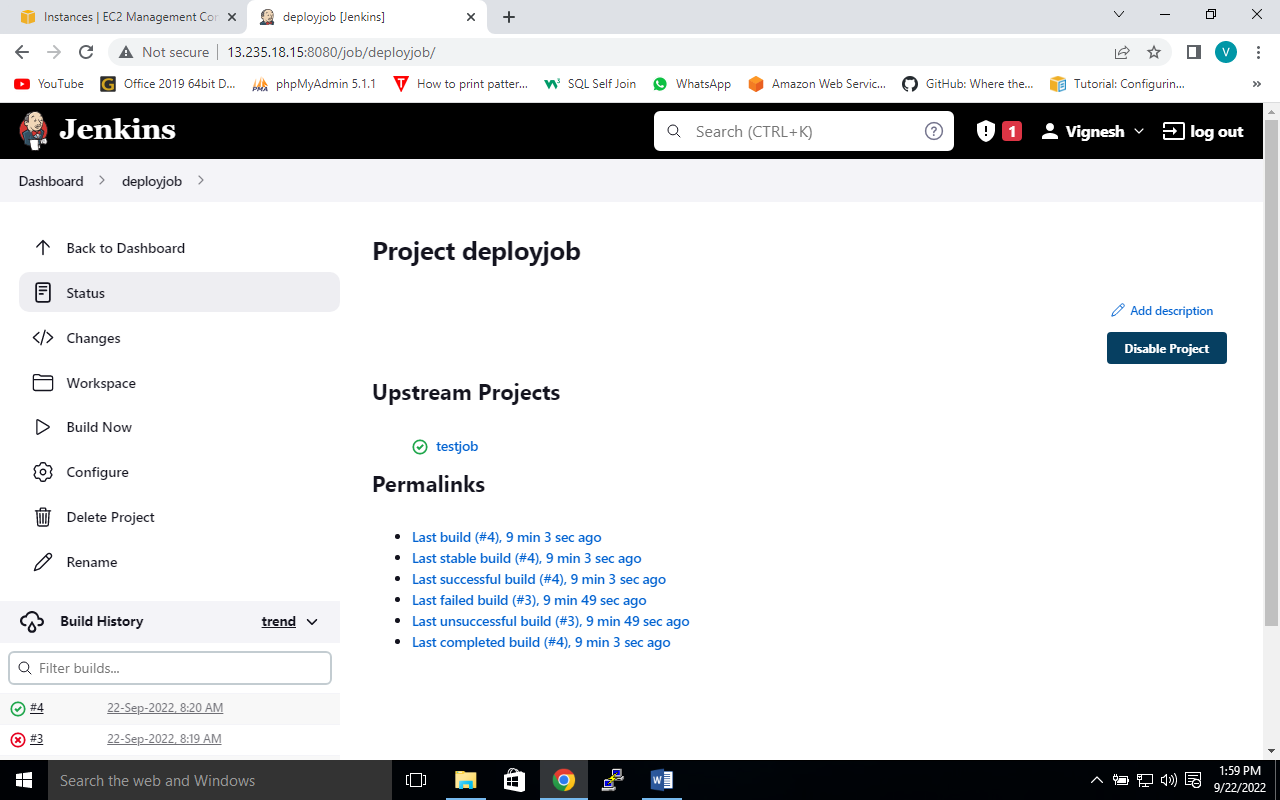 Instances | EC2 Management Con
deployjob [Jenkins]
Not secure
13.235.18.15:8080/job/deployjob/
V
YouTube
Office 2019 64bit D...
phpMyAdmin 5.1.1
How to print patter...
SQL Self Join
WhatsApp
Amazon Web Servic...
GitHub: Where the...
Tutorial: Configurin...
»
Jenkins
Search (CTRL+K)
1
Vignesh
log out
Dashboard
deployjob
Back to Dashboard
Status
Changes
Workspace
Build Now
Configure
Delete Project
Rename
Build History
trend
Filter builds...
#4
22-Sep-2022, 8:20 AM
#3
22-Sep-2022, 8:19 AM
Project deployjob
Add description
Disable Project
Upstream Projects
testjob
Permalinks
Last build (#4), 9 min 3 sec ago
Last stable build (#4), 9 min 3 sec ago
Last successful build (#4), 9 min 3 sec ago
Last failed build (#3), 9 min 49 sec ago
Last unsuccessful build (#3), 9 min 49 sec ago
Last completed build (#4), 9 min 3 sec ago
Search the web and Windows
1:59 PM
9/22/2022